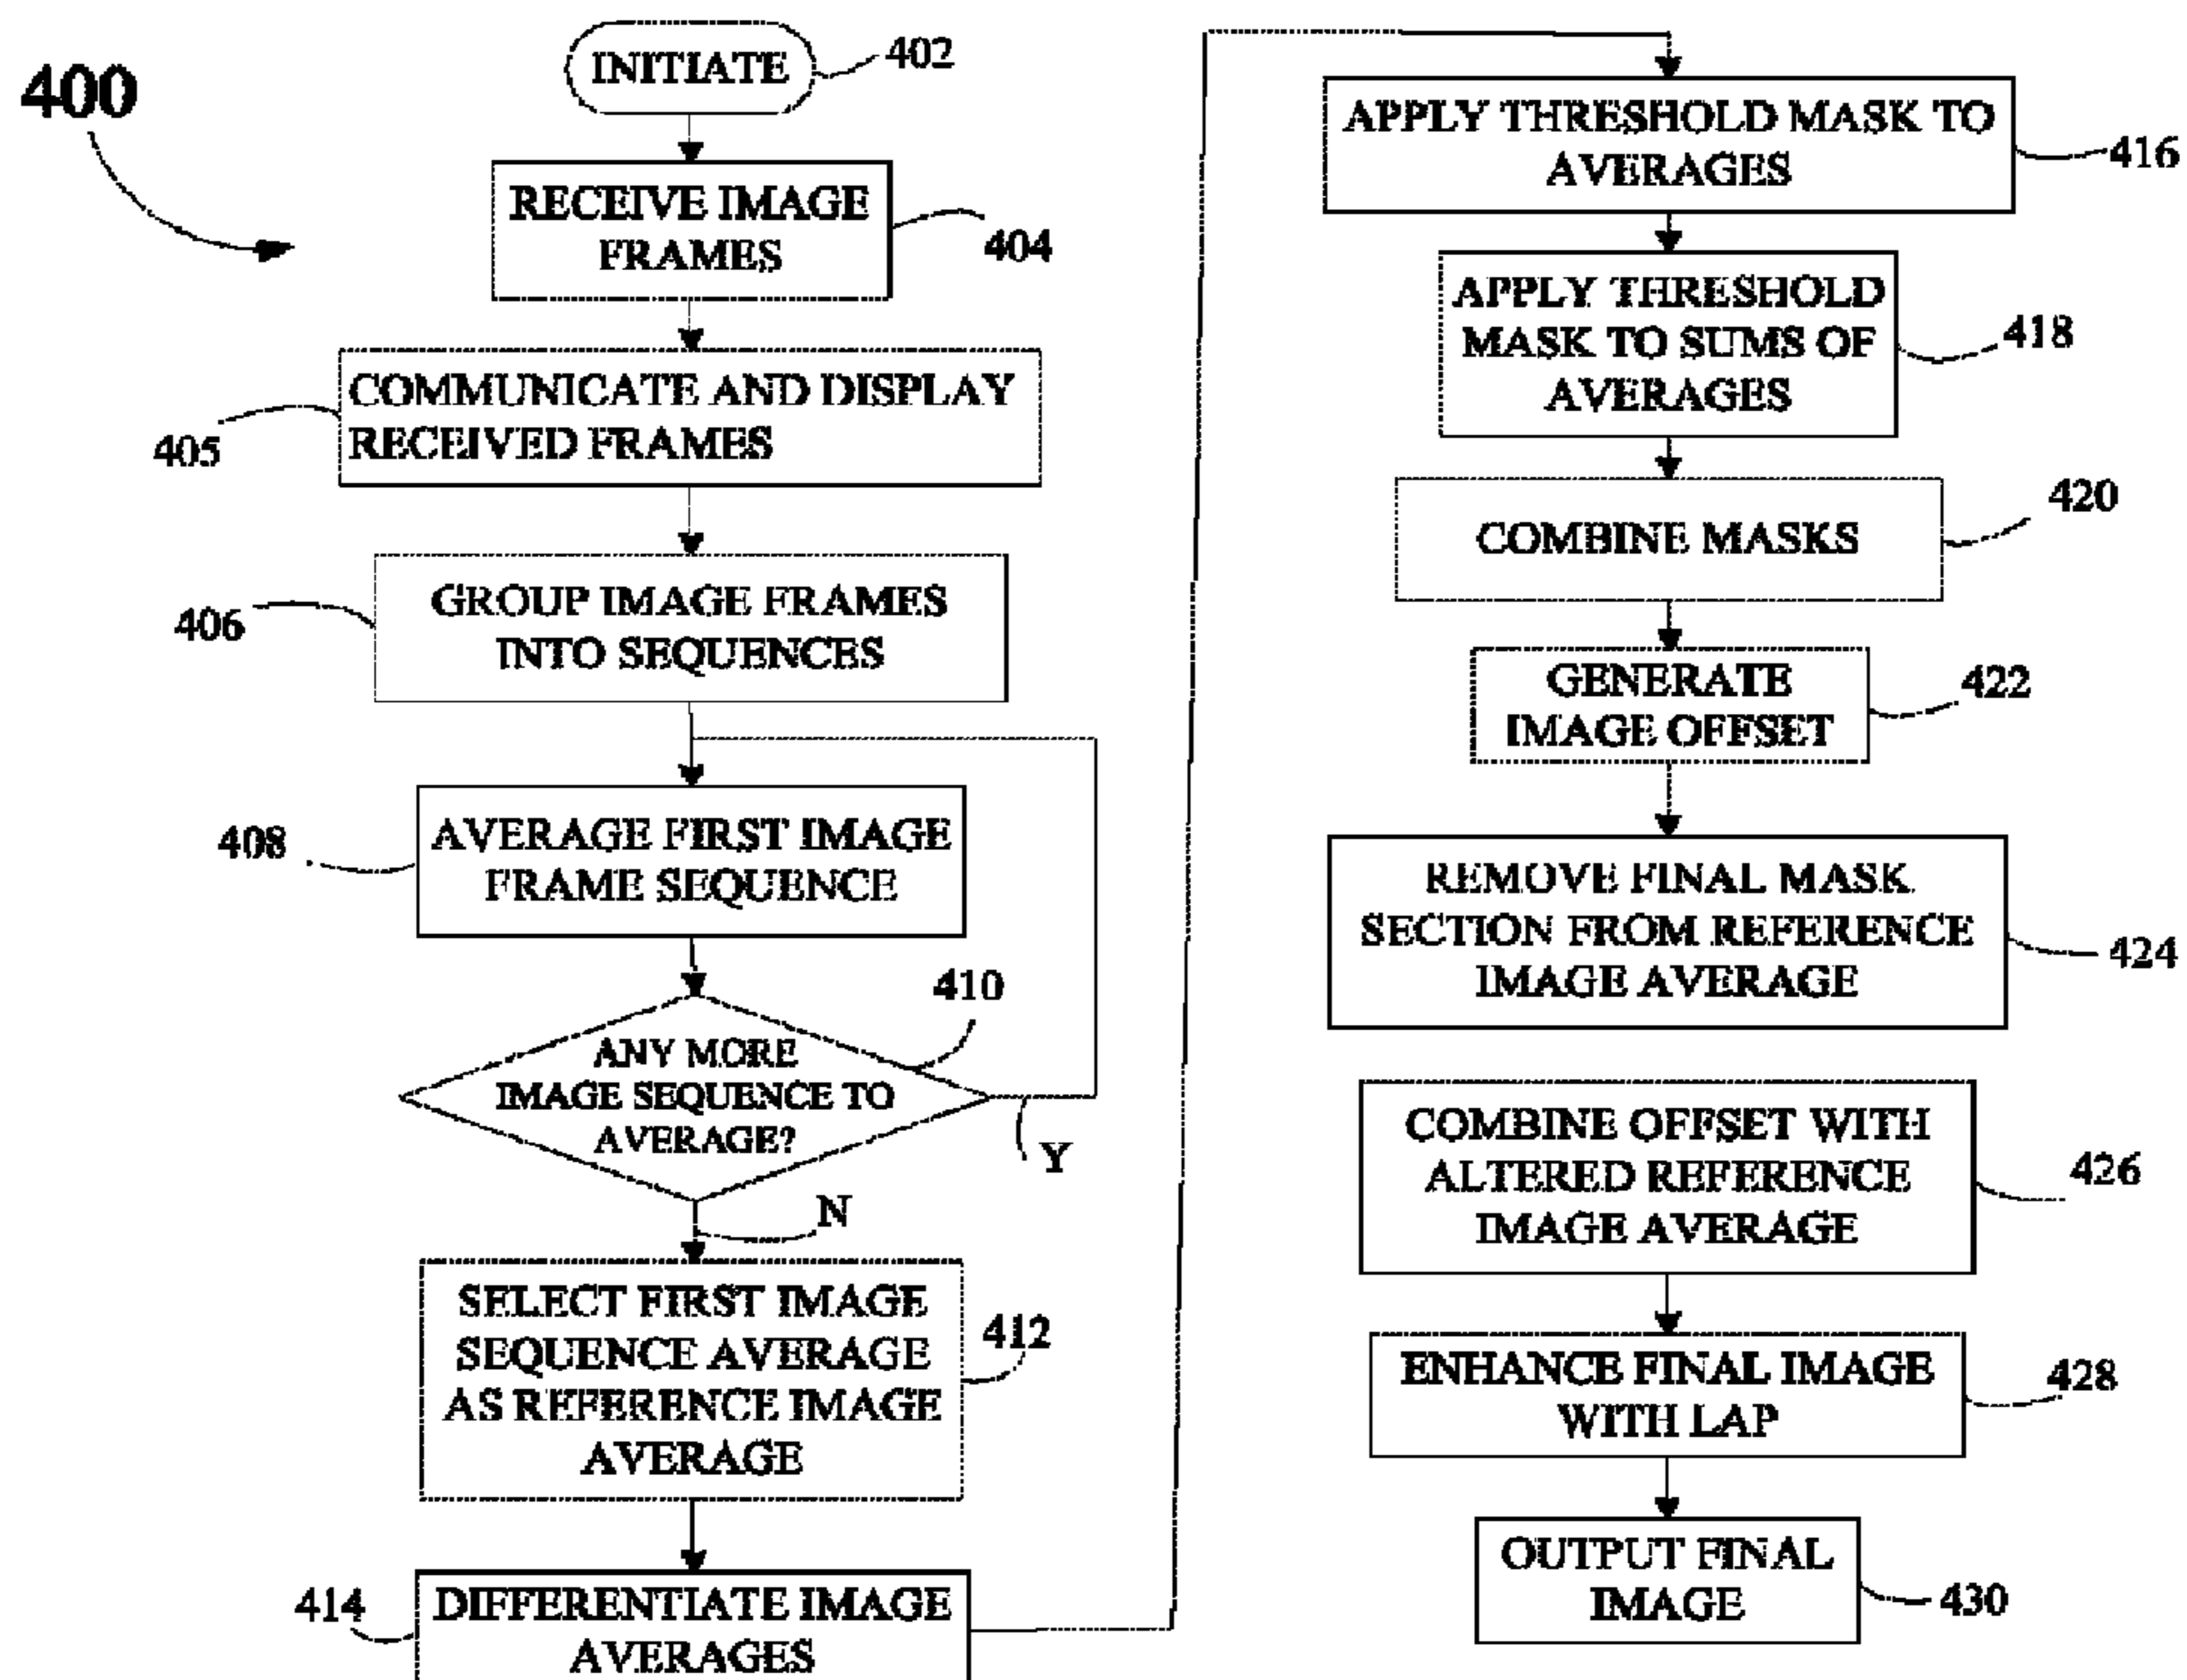 400
INITIATE
402
RECEIVE IMAGE
FRAMES
404
COMMUNICATE AND DISPLAY
RECEIVED FRAMES
405
GROUP IMAGE FRAMES
INTO SEQUENCES
406
AVERAGE FIRST IMAGE
FRAME SEQUENCE
408
ANY MORE
IMAGE SEQUENCE TO
AVERAGE?
410
Y
N
SELECT FIRST IMAGE
SEQUENCE AVERAGE
AS REFERENCE IMAGE
AVERAGE
412
DIFFERENTIATE IMAGE
AVERAGES
414
APPLY THRESHOLD MASK TO
AVERAGES
416
APPLY THRESHOLD
MASK TO SUMS OF
AVERAGES
418
COMBINE MASKS
420
GENERATE
IMAGE OFFSET
422
REMOVE FINAL MASK
SECTION FROM REFERENCE
IMAGE AVERAGE
424
COMBINE OFFSET WITH
ALTERED REFERENCE
IMAGE AVERAGE
426
ENHANCE FINAL IMAGE
WITH LAP
428
OUTPUT FINAL
IMAGE
430